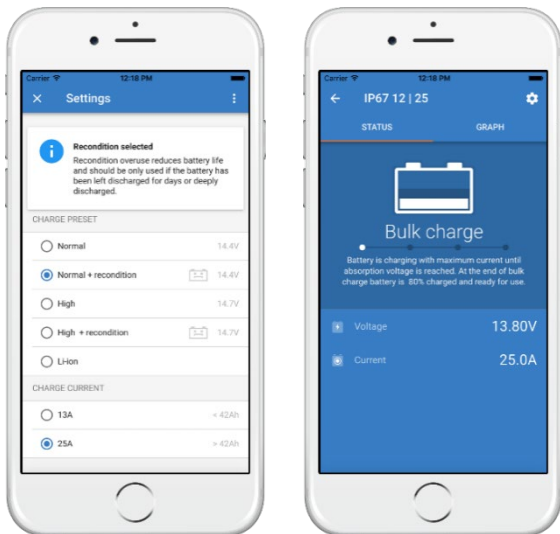 Carrier 12:18 PM
Settings
Recondition selected
Recondition overuse reduces battery life
and should be only used if the battery has
been left discharged for days or deeply
discharged.
CHARGE PRESET
Normal 14.4V
Normal + recondition 14.4V
High 14.7V
High + recondition 14.7V
Li-ion
CHARGE CURRENT
13A < 42Ah
25A > 42Ah
Carrier 12:18 PM
IP67 12 | 25
STATUS GRAPH
Bulk charge
Battery is charging with maximum current until
absorption voltage is reached. At the end of bulk
charge battery is 80% charged and ready for use.
Voltage 13.80V
Current 25.0A